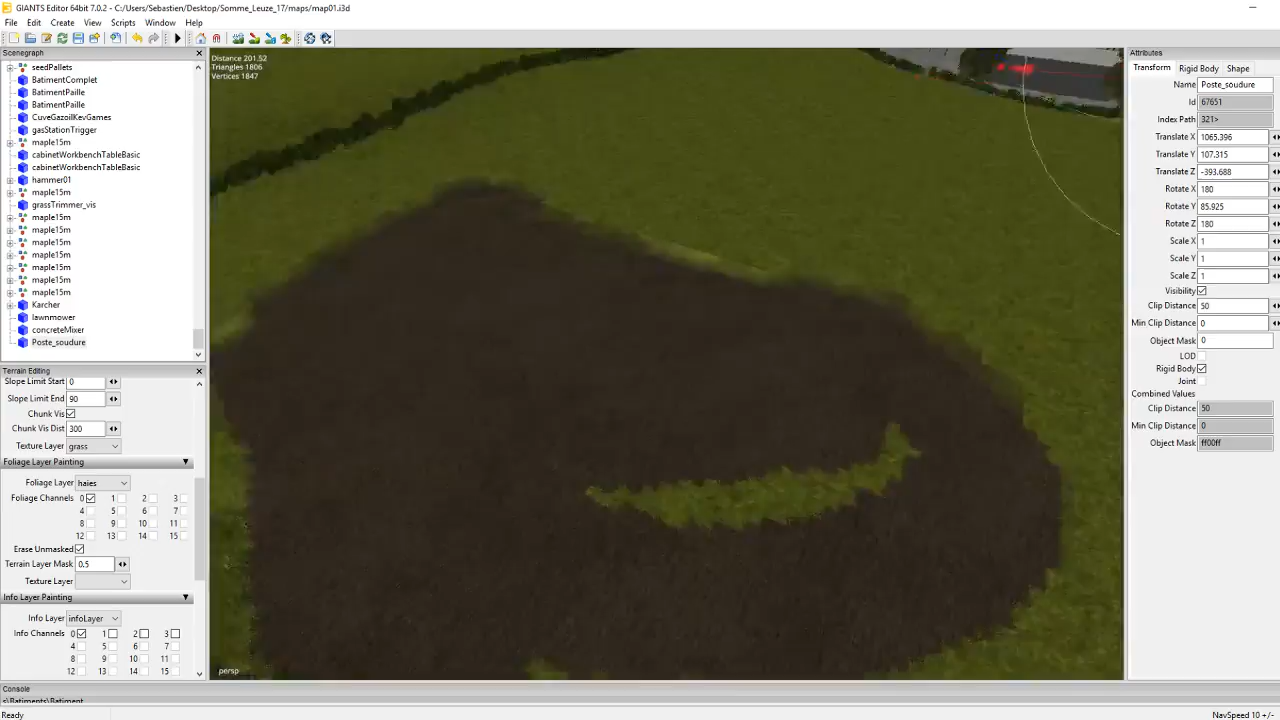 GIANTS Editor 64bit 7.0.2 - C:/Users/Sebastien/Desktop/Somme_Leuze_17/maps/map01.i3d
File Edit Create View Scripts Window Help
Scenegraph
seedPallets
BatimentComplet
BatimentPaille
BatimentPaille
CuveGazoilKevGames
gasStationTrigger
maple15m
cabinetWorkbenchTableBasic
cabinetWorkbenchTableBasic
hammer01
maple15m
grassTrimmer_vis
maple15m
maple15m
maple15m
maple15m
maple15m
maple15m
maple15m
Karcher
lawnmower
concreteMixer
Poste_soudure
Terrain Editing
Slope Limit Start 0
Slope Limit End 90
Chunk Vis
Chunk Vis Dist 300
Texture Layer grass
Foliage Layer Painting
Foliage Layer haies
Foliage Channels 0 1 2 3
4 5 6 7
8 9 10 11
12 13 14 15
Erase Unmasked
Terrain Layer Mask 0.5
Texture Layer
Info Layer Painting
Info Layer infoLayer
Info Channels 0 1 2 3
4 5 6 7
8 9 10 11
12 13 14 15
Distance 201.52
Triangles 1806
Vertices 1847
persp
Attributes
Transform Rigid Body Shape
Name Poste_soudure
Id 67651
Index Path 321>
Translate X 1065.396
Translate Y 107.315
Translate Z -393.688
Rotate X 180
Rotate Y 85.925
Rotate Z 180
Scale X 1
Scale Y 1
Scale Z 1
Visibility
Clip Distance 50
Min Clip Distance 0
Object Mask 0
LOD
Rigid Body
Joint
Combined Values
Clip Distance 50
Min Clip Distance 0
Object Mask ff00ff
Console
s\Batiments\Batiment
Ready
NavSpeed 10 +/-